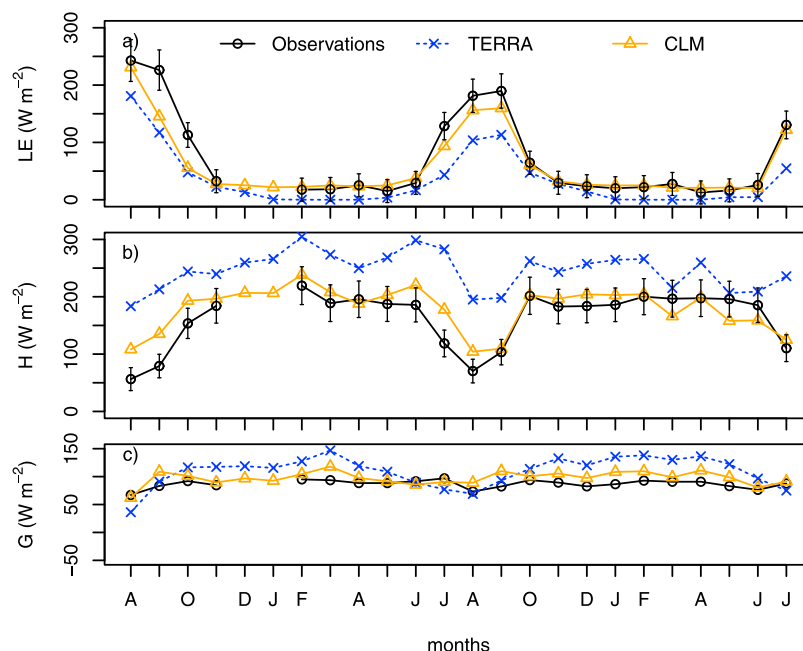 300
200
100
0
LE (W m−2)
a)
Observations
TERRA
CLM
300
200
100
0
H (W m−2)
b)
150
50
−50
G (W m−2)
c)
A O D J F A J J A O D J F A J J
months